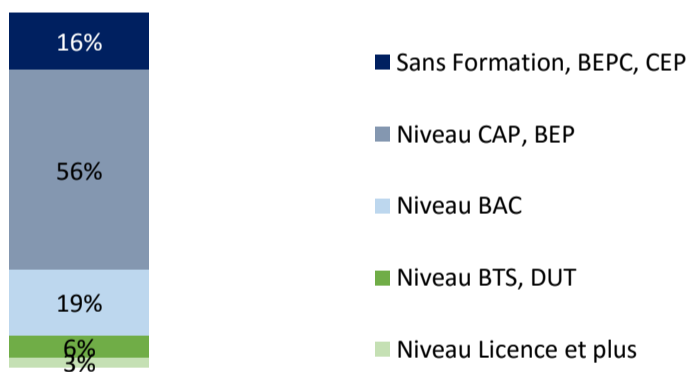 16%
56%
19%
6%
3%
Sans Formation, BEPC, CEP
Niveau CAP, BEP
Niveau BAC
Niveau BTS, DUT
Niveau Licence et plus